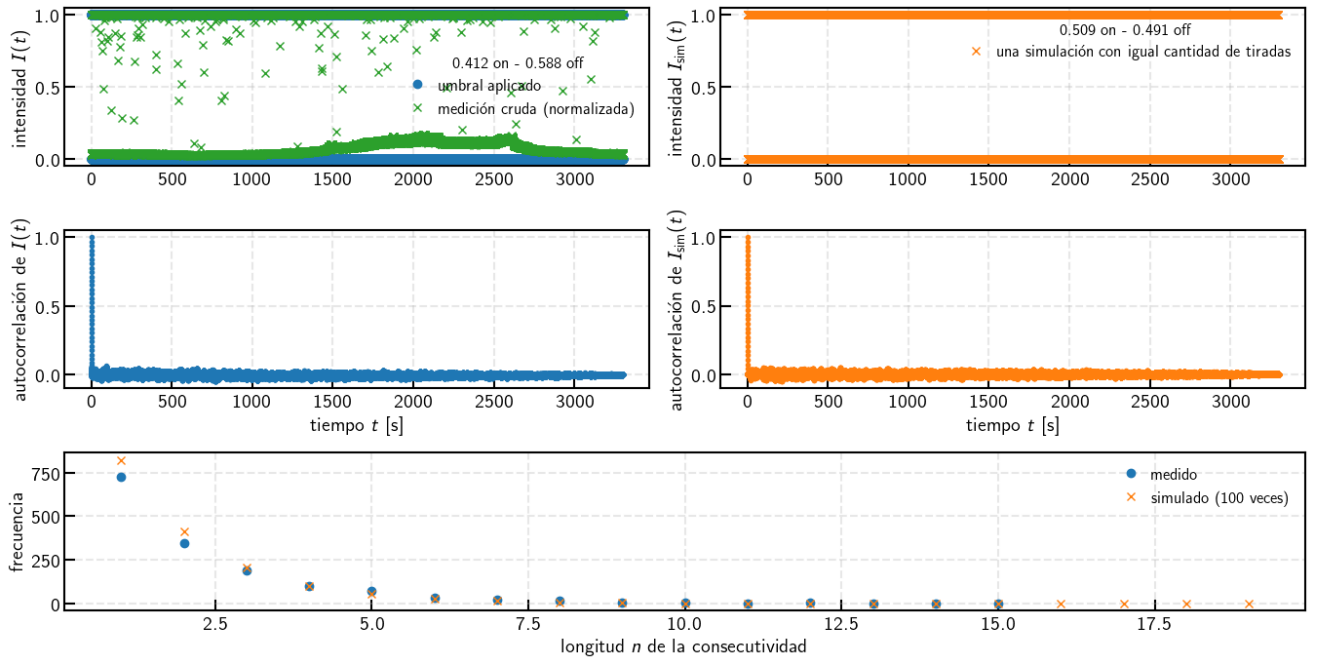 intensidad I(t)
1.0
0.5
0.0
0.412 on - 0.588 off
umbral aplicado
medición cruda (normalizada)
0 500 1000 1500 2000 2500 3000
intensidad I_sim(t)
1.0
0.5
0.0
0.509 on - 0.491 off
una simulación con igual cantidad de tiradas
0 500 1000 1500 2000 2500 3000
autocorrelación de I(t)
1.0
0.5
0.0
0 500 1000 1500 2000 2500 3000
tiempo t [s]
autocorrelación de I_sim(t)
1.0
0.5
0.0
0 500 1000 1500 2000 2500 3000
tiempo t [s]
frecuencia
750
500
250
0
medido
simulado (100 veces)
2.5 5.0 7.5 10.0 12.5 15.0 17.5
longitud n de la consecutividad